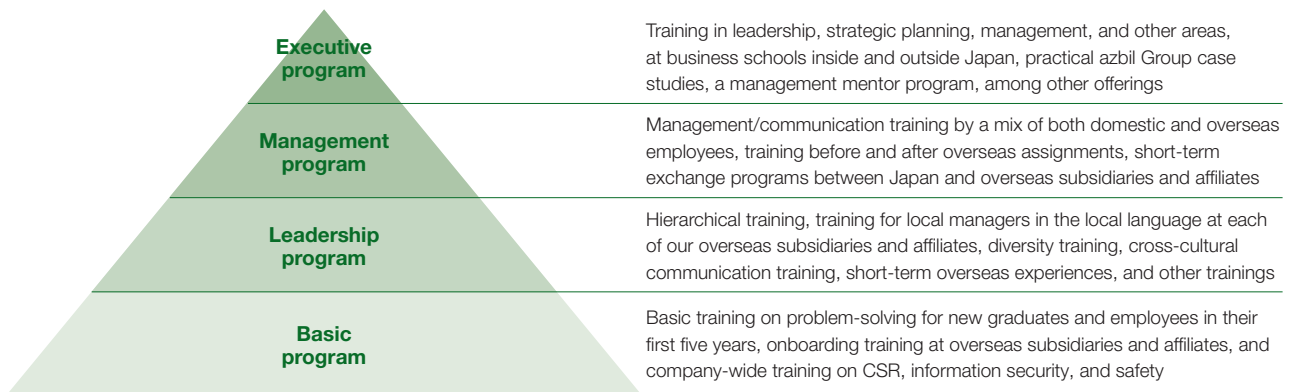 Executive
program
Training in leadership, strategic planning, management, and other areas,
at business schools inside and outside Japan, practical azbil Group case
studies, a management mentor program, among other offerings
Management
program
Management/communication training by a mix of both domestic and overseas
employees, training before and after overseas assignments, short-term
exchange programs between Japan and overseas subsidiaries and affiliates
Leadership
program
Hierarchical training, training for local managers in the local language at each
of our overseas subsidiaries and affiliates, diversity training, cross-cultural
communication training, short-term overseas experiences, and other trainings
Basic
program
Basic training on problem-solving for new graduates and employees in their
first five years, onboarding training at overseas subsidiaries and affiliates, and
company-wide training on CSR, information security, and safety